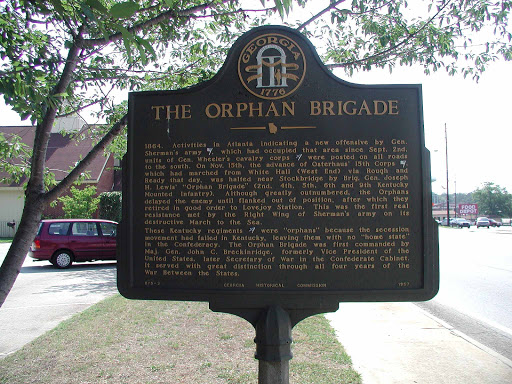 GEORGIA
1776
THE ORPHAN BRIGADE
1864. Activities in Atlanta indicating a new offensive by Gen.
Sherman's army, which had occupied that area since Sept. 2nd,
units of Gen. Wheeler's cavalry corps were posted on all roads
to the south. On Nov. 15th, the advance of Osterhaus' 15th Corps,
which had marched from White Hall (West End) via Rough and
Ready that day, was halted near Stockbridge by Brig. Gen. Joseph
H. Lewis' "Orphan Brigade" (2nd, 4th, 5th, 6th and 9th Kentucky
Mounted Infantry). Although greatly outnumbered, the Orphans
delayed the enemy until flanked out of position, after which they
retired in good order to Lovejoy Station. This was the first real
resistance met by the Right Wing of Sherman's army on its
destructive March to the Sea.
These Kentucky regiments were "orphans" because the secession
movement had failed in Kentucky, leaving them with no "home state"
in the Confederacy. The Orphan Brigade was first commanded by
Maj. Gen. John C. Breckinridge, formerly Vice President of the
United States, later Secretary of War in the Confederate Cabinet.
It served with great distinction through all four years of the
War Between the States.
GEORGIA HISTORICAL COMMISSION
FOOT DEPOT